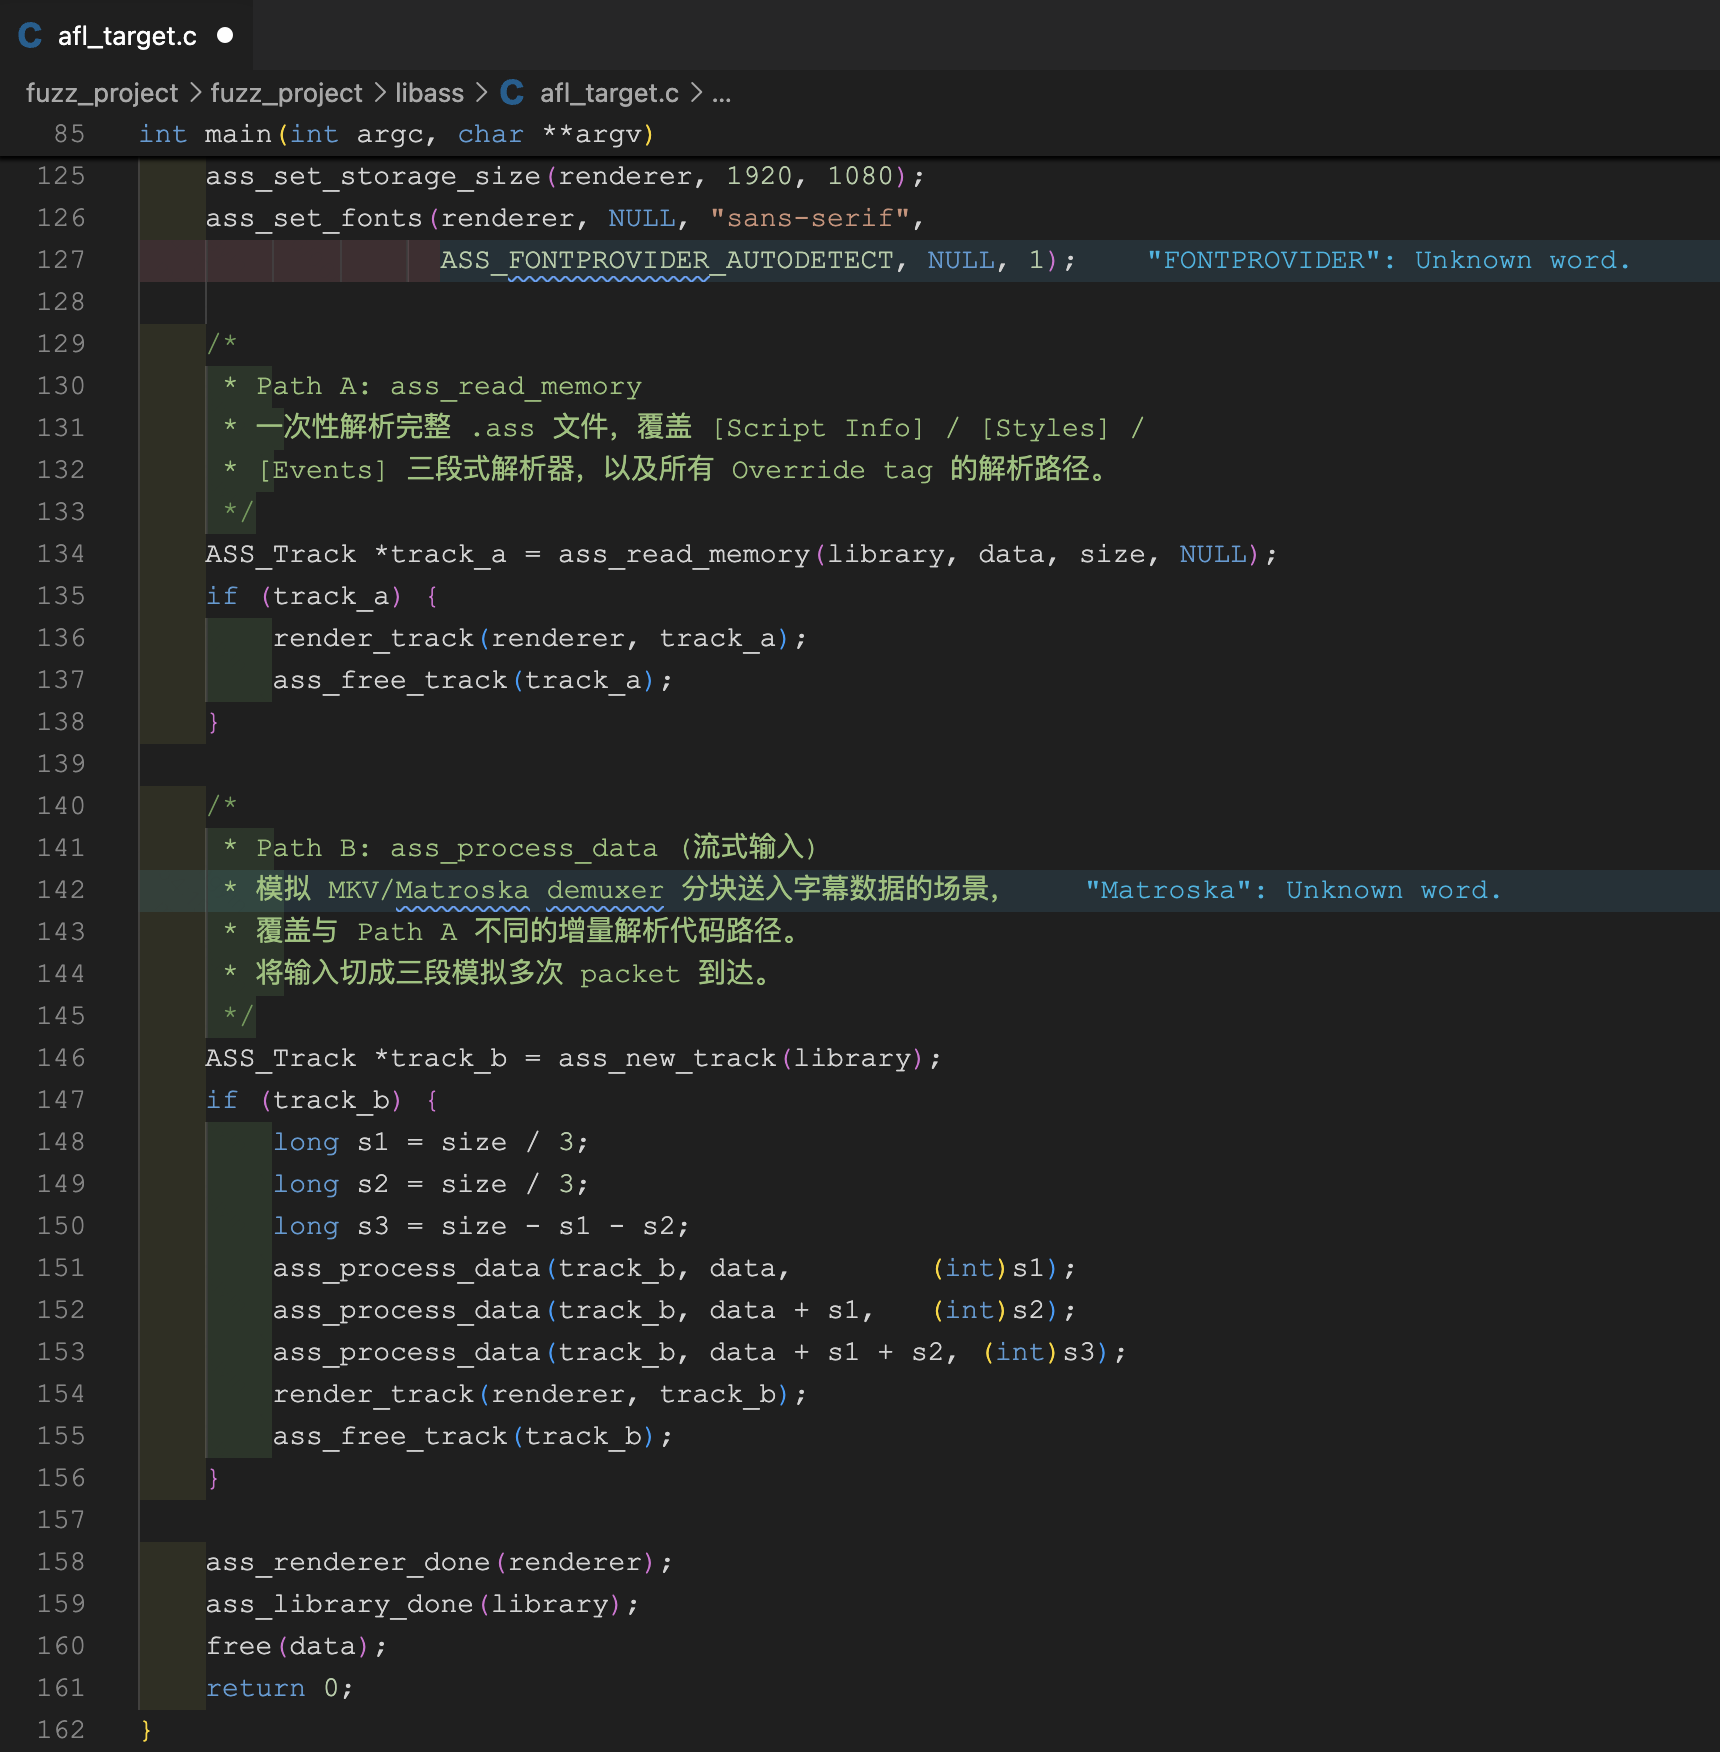 afl_target.c
fuzz_project > fuzz_project > libass > C afl_target.c > ...
85 int main(int argc, char **argv)
125 ass_set_storage_size(renderer, 1920, 1080);
126 ass_set_fonts(renderer, NULL, "sans-serif",
127 ASS_FONTPROVIDER_AUTODETECT, NULL, 1); "FONTPROVIDER": Unknown word.
128
129 /*
130 * Path A: ass_read_memory
131 * 一次性解析完整 .ass 文件，覆盖 [Script Info] / [Styles] /
132 * [Events] 三段式解析器，以及所有 Override tag 的解析路径。
133 */
134 ASS_Track *track_a = ass_read_memory(library, data, size, NULL);
135 if (track_a) {
136 render_track(renderer, track_a);
137 ass_free_track(track_a);
138 }
139
140 /*
141 * Path B: ass_process_data (流式输入)
142 * 模拟 MKV/Matroska demuxer 分块送入字幕数据的场景， "Matroska": Unknown word.
143 * 覆盖与 Path A 不同的增量解析代码路径。
144 * 将输入切成三段模拟多次 packet 到达。
145 */
146 ASS_Track *track_b = ass_new_track(library);
147 if (track_b) {
148 long s1 = size / 3;
149 long s2 = size / 3;
150 long s3 = size - s1 - s2;
151 ass_process_data(track_b, data, (int)s1);
152 ass_process_data(track_b, data + s1, (int)s2);
153 ass_process_data(track_b, data + s1 + s2, (int)s3);
154 render_track(renderer, track_b);
155 ass_free_track(track_b);
156 }
157
158 ass_renderer_done(renderer);
159 ass_library_done(library);
160 free(data);
161 return 0;
162 }